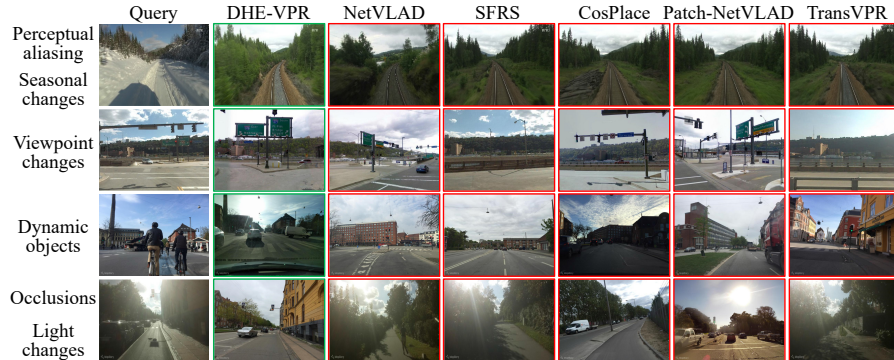 Query DHE-VPR NetVLAD SFRS CosPlace Patch-NetVLAD TransVPR
Perceptual
aliasing
Seasonal
changes
Viewpoint
changes
Dynamic
objects
Occlusions
Light
changes